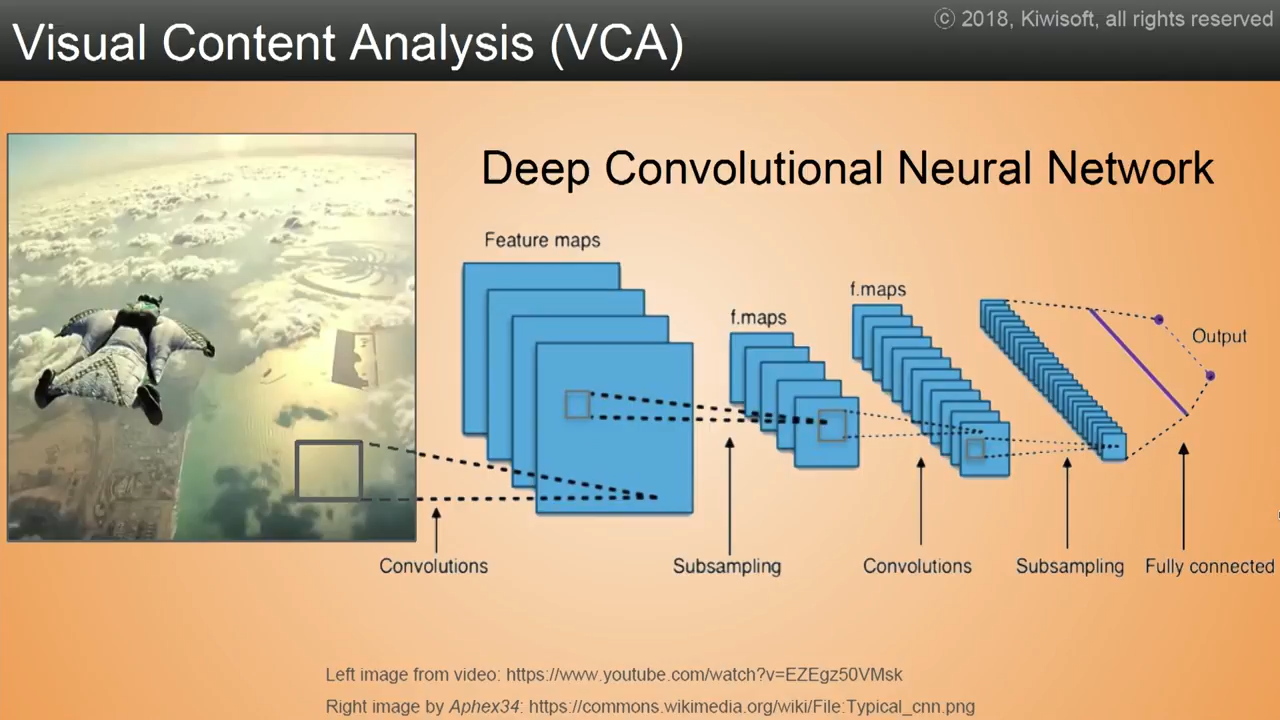 Visual Content Analysis (VCA)
© 2018, Kiwisoft, all rights reserved
Deep Convolutional Neural Network
Feature maps
f.maps
f.maps
Output
Convolutions
Subsampling
Convolutions
Subsampling
Fully connected
Left image from video: https://www.youtube.com/watch?v=EZEgz50VMsk
Right image by Aphex34: https://commons.wikimedia.org/wiki/File:Typical_cnn.png